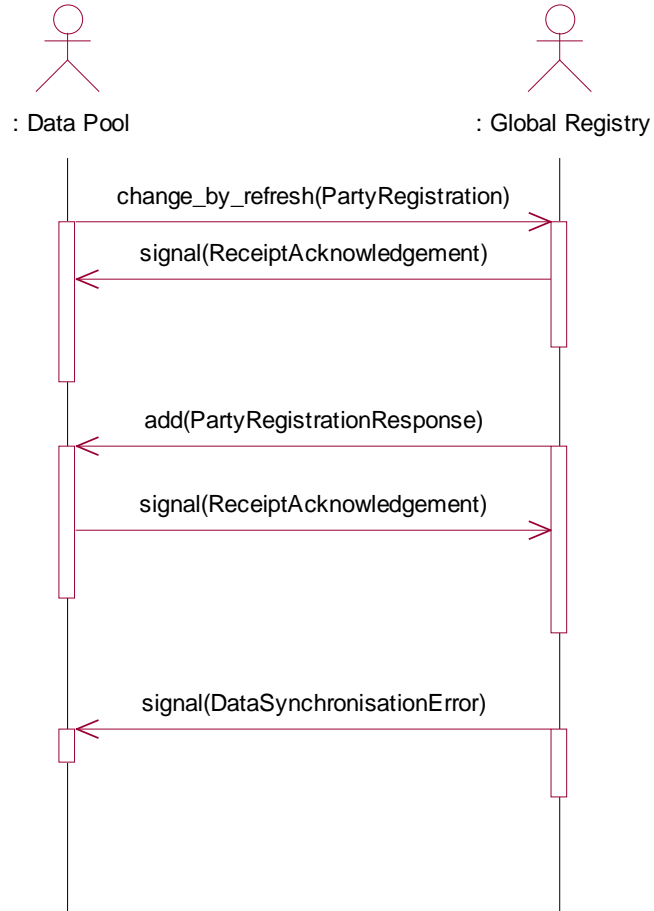 : Data Pool
: Global Registry
change_by_refresh(PartyRegistration)
signal(ReceiptAcknowledgement)
add(PartyRegistrationResponse)
signal(ReceiptAcknowledgement)
signal(DataSynchronisationError)